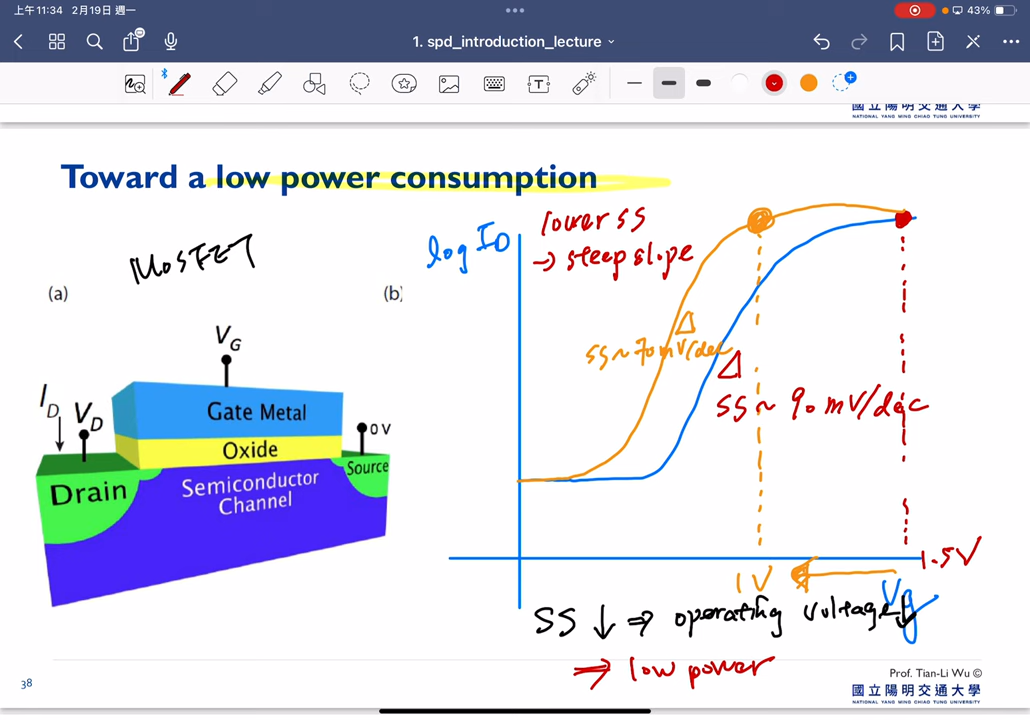 上午11:34 2月19日 週一
43%
1. spd_introduction_lecture
T
國立陽明交通大學
NATIONAL YANG MING CHIAO TUNG UNIVERSITY
Toward a low power consumption
MOSFET
(a)
(b)
VG
ID
VD
0 V
Gate Metal
Oxide
Source
Drain
Semiconductor
Channel
log ID
lower SS
→ steep slope
SS ~ 70 mV/dec
SS ~ 90 mV/dec
1V
1.5V
Vg
SS ↓ ⇒ operating voltage ↓
⇒ low power
38
Prof. Tian-Li Wu ©
國立陽明交通大學
NATIONAL YANG MING CHIAO TUNG UNIVERSITY